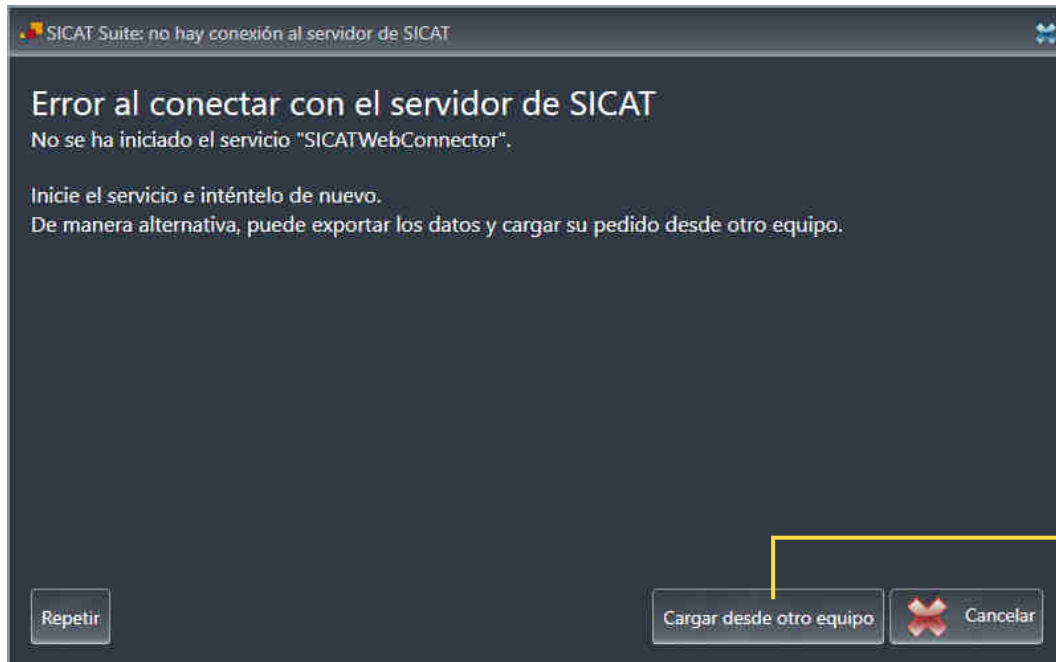 SICAT Suite: no hay conexión al servidor de SICAT
Error al conectar con el servidor de SICAT
No se ha iniciado el servicio "SICATWebConnector".
Inicie el servicio e inténtelo de nuevo.
De manera alternativa, puede exportar los datos y cargar su pedido desde otro equipo.
Repetir
Cargar desde otro equipo
Cancelar